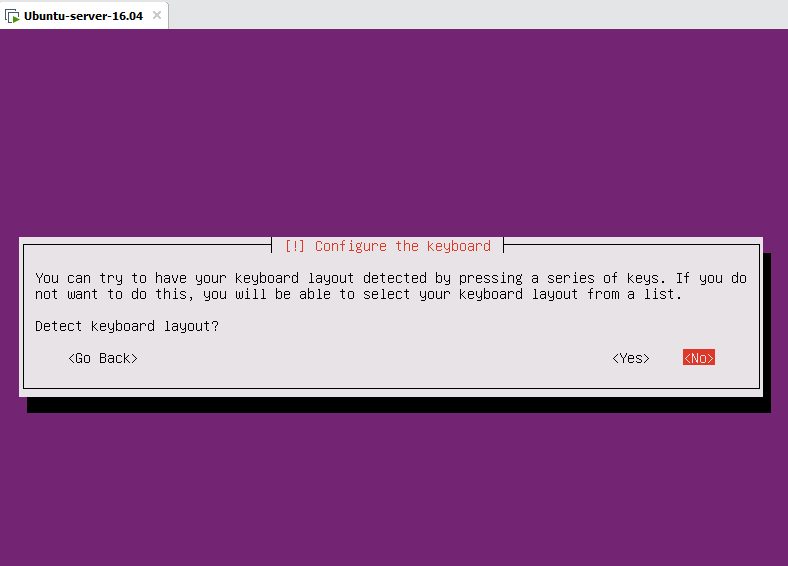 Ubuntu-server-16.04
[!] Configure the keyboard
You can try to have your keyboard layout detected by pressing a series of keys. If you do
not want to do this, you will be able to select your keyboard layout from a list.
Detect keyboard layout?
<Go Back> <Yes> <No>